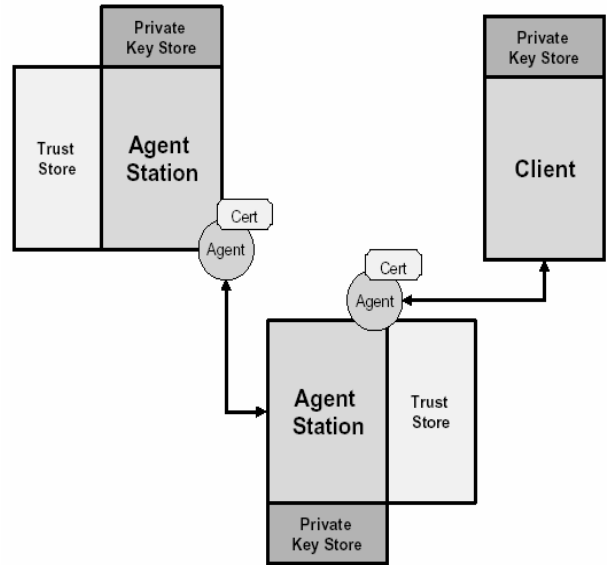 Private
Key Store
Trust
Store
Agent
Station
Cert
Agent
Private
Key Store
Client
Cert
Agent
Agent
Station
Trust
Store
Private
Key Store